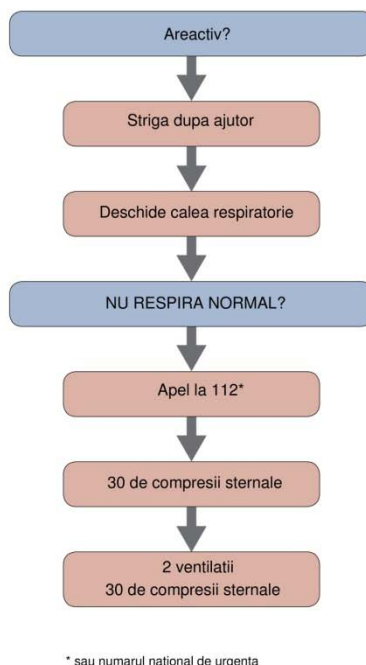 Areactiv?
Striga dupa ajutor
Deschide calea respiratorie
NU RESPIRA NORMAL?
Apel la 112*
30 de compresii sternale
2 ventilatii
30 de compresii sternale
* sau numarul national de urgenta